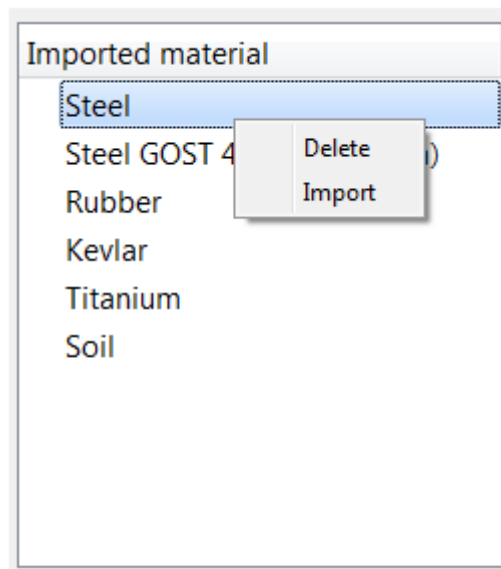 Imported material
Steel
Steel GOST 4 )
Delete
Import
Rubber
Kevlar
Titanium
Soil